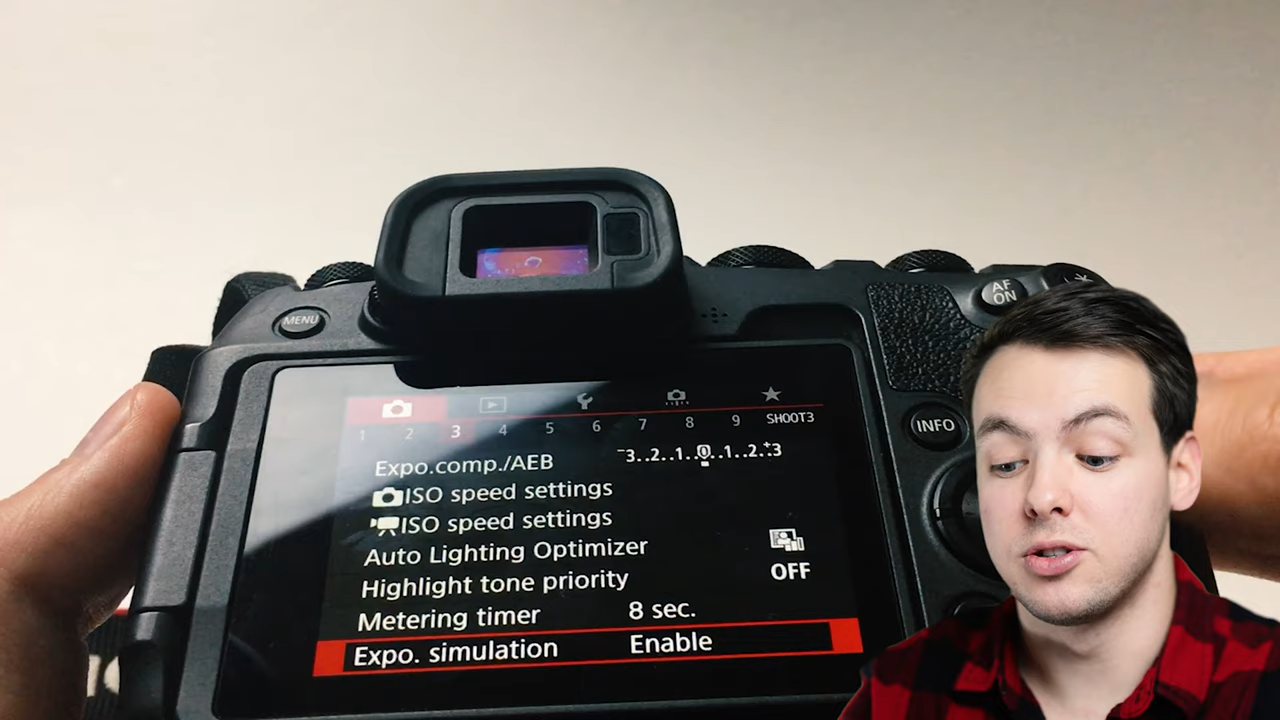 MENU
AF
ON
INFO
1 2 3 4 5 6 7 8 9 SHOOT3
Expo.comp./AEB -3..2..1..0..1..2..+3
ISO speed settings
ISO speed settings
Auto Lighting Optimizer
Highlight tone priority OFF
Metering timer 8 sec.
Expo. simulation Enable